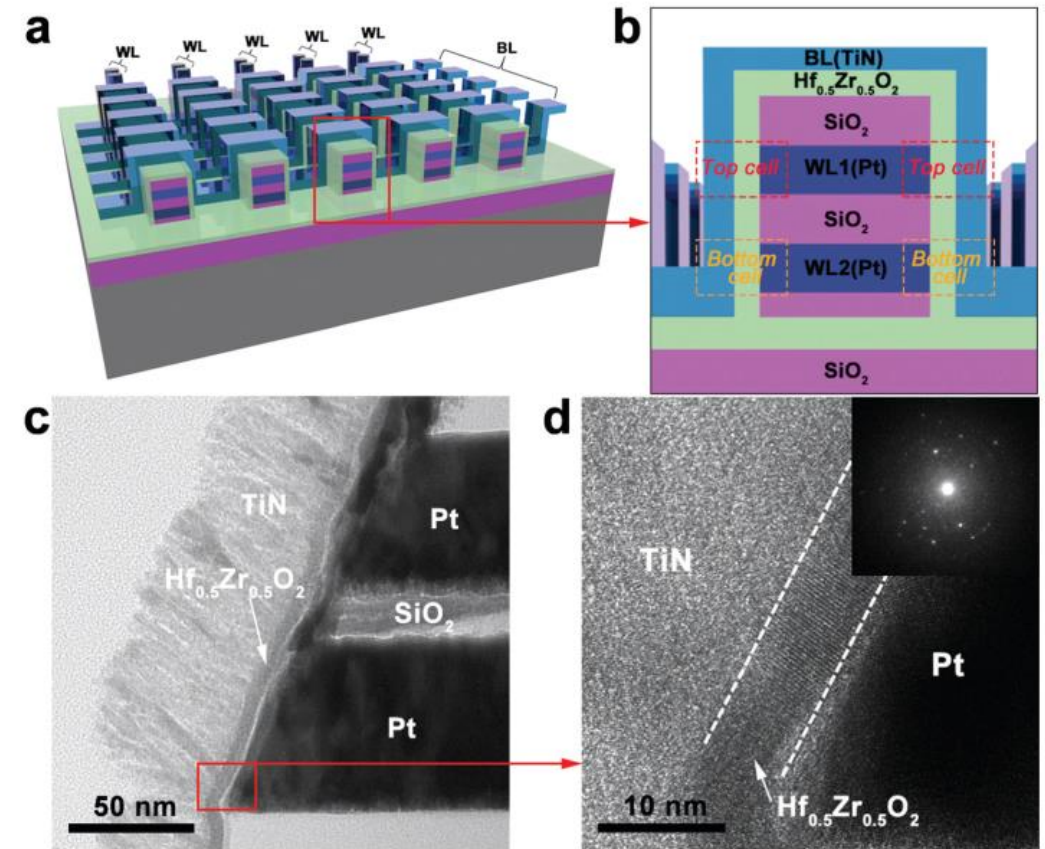 a
WL WL WL WL WL
BL
b
BL(TiN)
Hf0.5Zr0.5O2
SiO2
Top cell WL1(Pt) Top cell
SiO2
Bottom cell WL2(Pt) Bottom cell
SiO2
c
TiN
Pt
Hf0.5Zr0.5O2
SiO2
Pt
50 nm
d
TiN
Pt
Hf0.5Zr0.5O2
10 nm